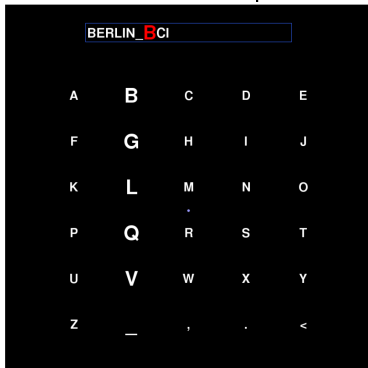 BERLIN_BCI
A B C D E
F G H I J
K L M N O
P Q R S T
U V W X Y
Z _ , . <